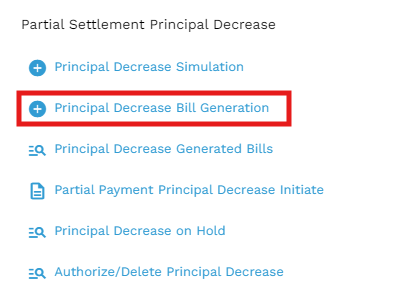 Partial Settlement Principal Decrease
Principal Decrease Simulation
Principal Decrease Bill Generation
Principal Decrease Generated Bills
Partial Payment Principal Decrease Initiate
Principal Decrease on Hold
Authorize/Delete Principal Decrease